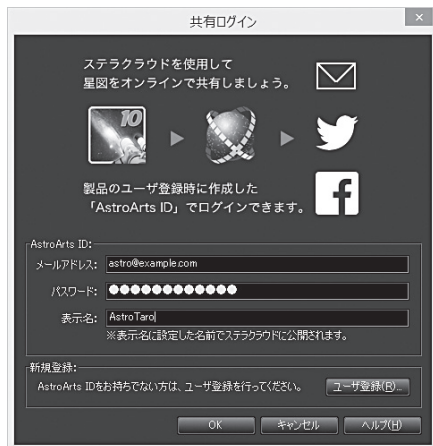 共有ログイン
ステラクラウドを使用して
星図をオンラインで共有しましょう。
10
製品のユーザ登録時に作成した
「AstroArts ID」でログインできます。
AstroArts ID:
メールアドレス: astro@example.com
パスワード: ●●●●●●●●●●●●
表示名: AstroTaro
※表示名に設定した名前でステラクラウドに公開されます。
新規登録:
AstroArts IDをお持ちでない方は、ユーザ登録を行ってください。 ユーザ登録(R)...
OK キャンセル ヘルプ(H)